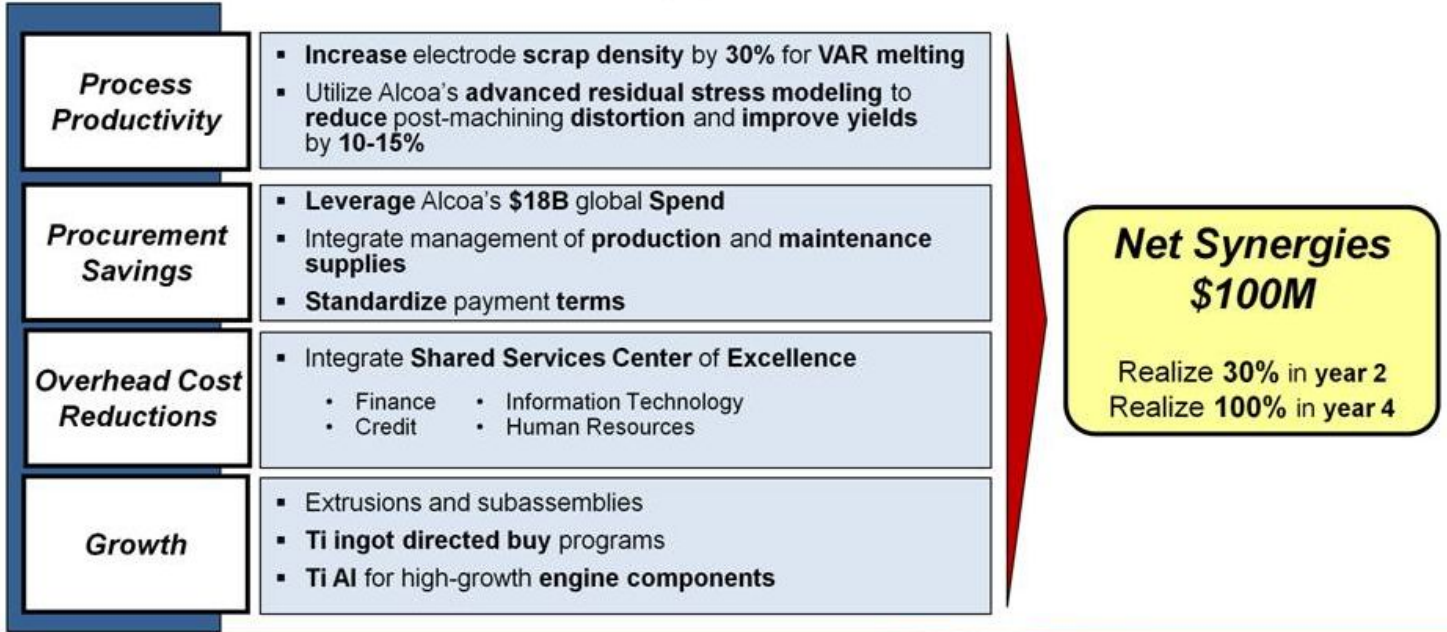 Process
Productivity
▪ Increase electrode scrap density by 30% for VAR melting
▪ Utilize Alcoa's advanced residual stress modeling to
reduce post-machining distortion and improve yields
by 10-15%
Procurement
Savings
▪ Leverage Alcoa's $18B global Spend
▪ Integrate management of production and maintenance
supplies
▪ Standardize payment terms
Overhead Cost
Reductions
▪ Integrate Shared Services Center of Excellence
• Finance • Information Technology
• Credit • Human Resources
Growth
▪ Extrusions and subassemblies
▪ Ti ingot directed buy programs
▪ Ti Al for high-growth engine components
Net Synergies
$100M
Realize 30% in year 2
Realize 100% in year 4